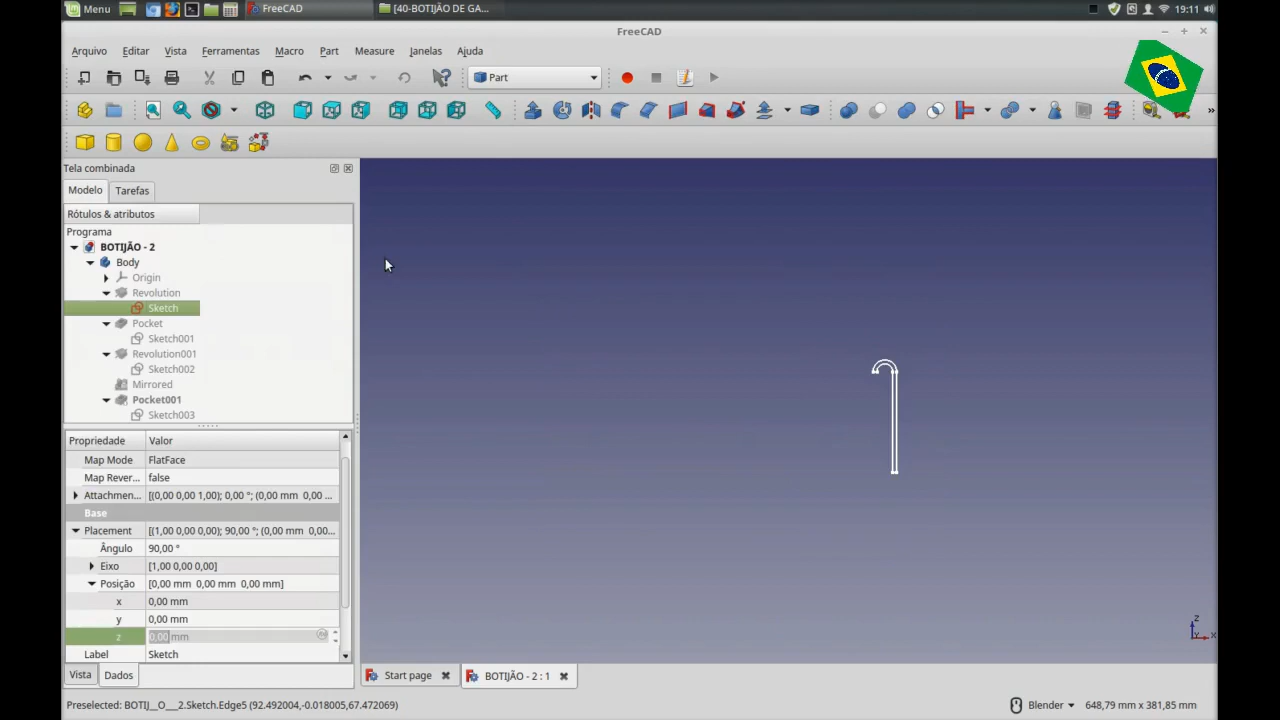 Menu
FreeCAD
[40-BOTIJÃO DE GA...
19:11
FreeCAD
Arquivo Editar Vista Ferramentas Macro Part Measure Janelas Ajuda
Part
»
Tela combinada
Modelo Tarefas
Rótulos & atributos
Programa
BOTIJÃO - 2
Body
Origin
Revolution
Sketch
Pocket
Sketch001
Revolution001
Sketch002
Mirrored
Pocket001
Sketch003
Propriedade Valor
Map Mode FlatFace
Map Rever... false
Attachmen... [(0,00 0,00 1,00); 0,00 °; (0,00 mm 0,00 ...
Base
Placement [(1,00 0,00 0,00); 90,00 °; (0,00 mm 0,00...
Ângulo 90,00 °
Eixo [1,00 0,00 0,00]
Posição [0,00 mm 0,00 mm 0,00 mm]
x 0,00 mm
y 0,00 mm
z 0,00 mm
Label Sketch
Vista Dados
z
Y
x
Start page
BOTIJÃO - 2 : 1
Preselected: BOTIJ__O___2.Sketch.Edge5 (92.492004,-0.018005,67.472069)
Blender
648,79 mm x 381,85 mm